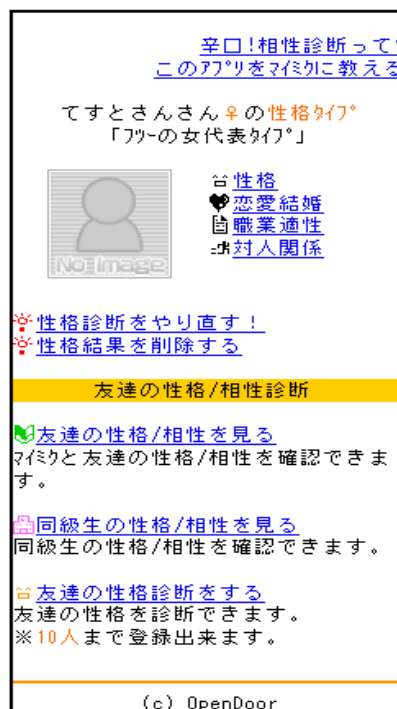 辛口!相性診断って
このｱﾌﾟﾘをﾏｲﾐｸに教える
てすとさんさん♀の性格ﾀｲﾌﾟ
「ﾌﾘｰの女代表ﾀｲﾌﾟ」
No Image
性格
恋愛結婚
職業適性
対人関係
性格診断をやり直す！
性格結果を削除する
友達の性格/相性診断
友達の性格/相性を見る
ﾏｲﾐｸと友達の性格/相性を確認できま
す。
同級生の性格/相性を見る
同級生の性格/相性を確認できます。
友達の性格診断をする
友達の性格を診断できます。
※10人まで登録出来ます。
(c) OpenDoor